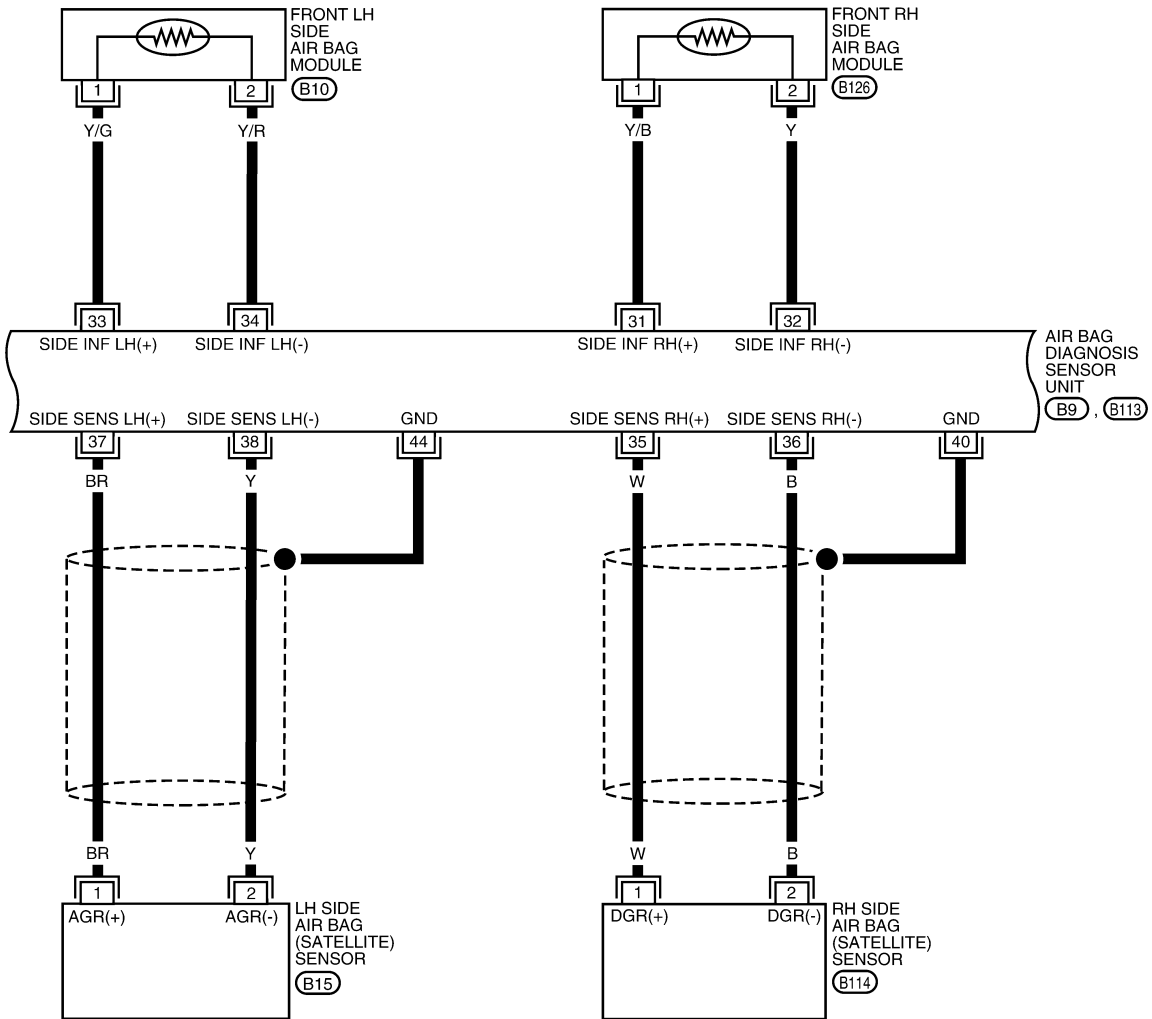 FRONT LH
SIDE
AIR BAG
MODULE
B10
1
2
Y/G
Y/R
FRONT RH
SIDE
AIR BAG
MODULE
B126
1
2
Y/B
Y
33
34
31
32
SIDE INF LH(+)
SIDE INF LH(-)
SIDE INF RH(+)
SIDE INF RH(-)
AIR BAG
DIAGNOSIS
SENSOR
UNIT
B9 , B113
SIDE SENS LH(+)
SIDE SENS LH(-)
GND
SIDE SENS RH(+)
SIDE SENS RH(-)
GND
37
38
44
35
36
40
BR
Y
W
B
BR
Y
W
B
1
2
AGR(+)
AGR(-)
LH SIDE
AIR BAG
(SATELLITE)
SENSOR
B15
1
2
DGR(+)
DGR(-)
RH SIDE
AIR BAG
(SATELLITE)
SENSOR
B114